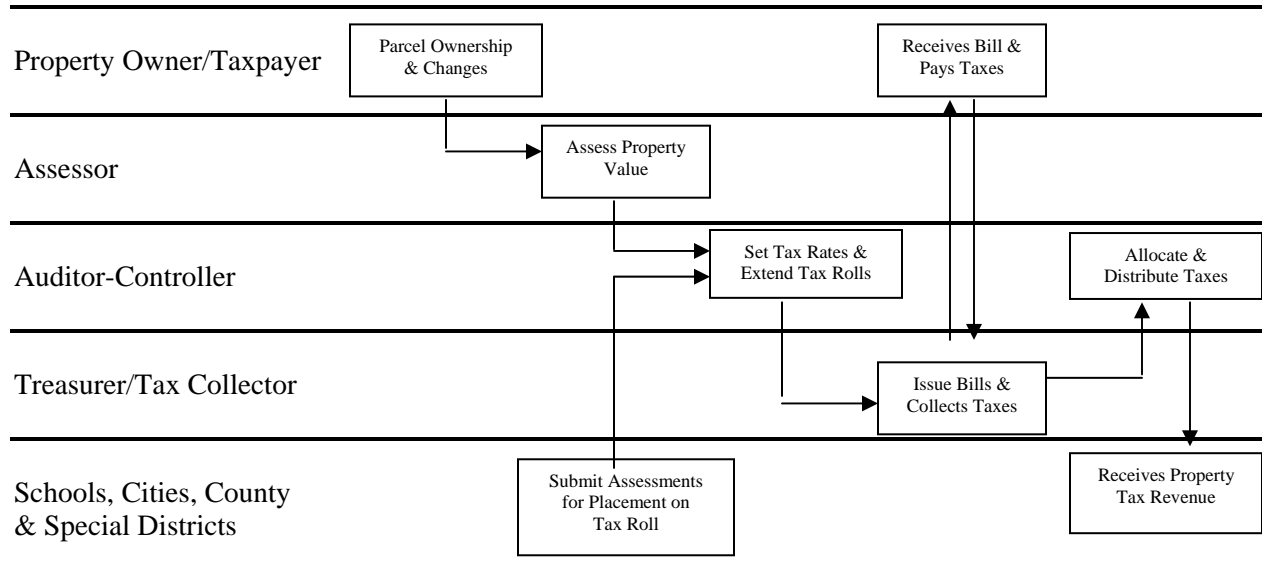 Property Owner/Taxpayer
Parcel Ownership
& Changes
Receives Bill &
Pays Taxes
Assessor
Assess Property
Value
Auditor-Controller
Set Tax Rates &
Extend Tax Rolls
Allocate &
Distribute Taxes
Treasurer/Tax Collector
Issue Bills &
Collects Taxes
Schools, Cities, County
& Special Districts
Submit Assessments
for Placement on
Tax Roll
Receives Property
Tax Revenue